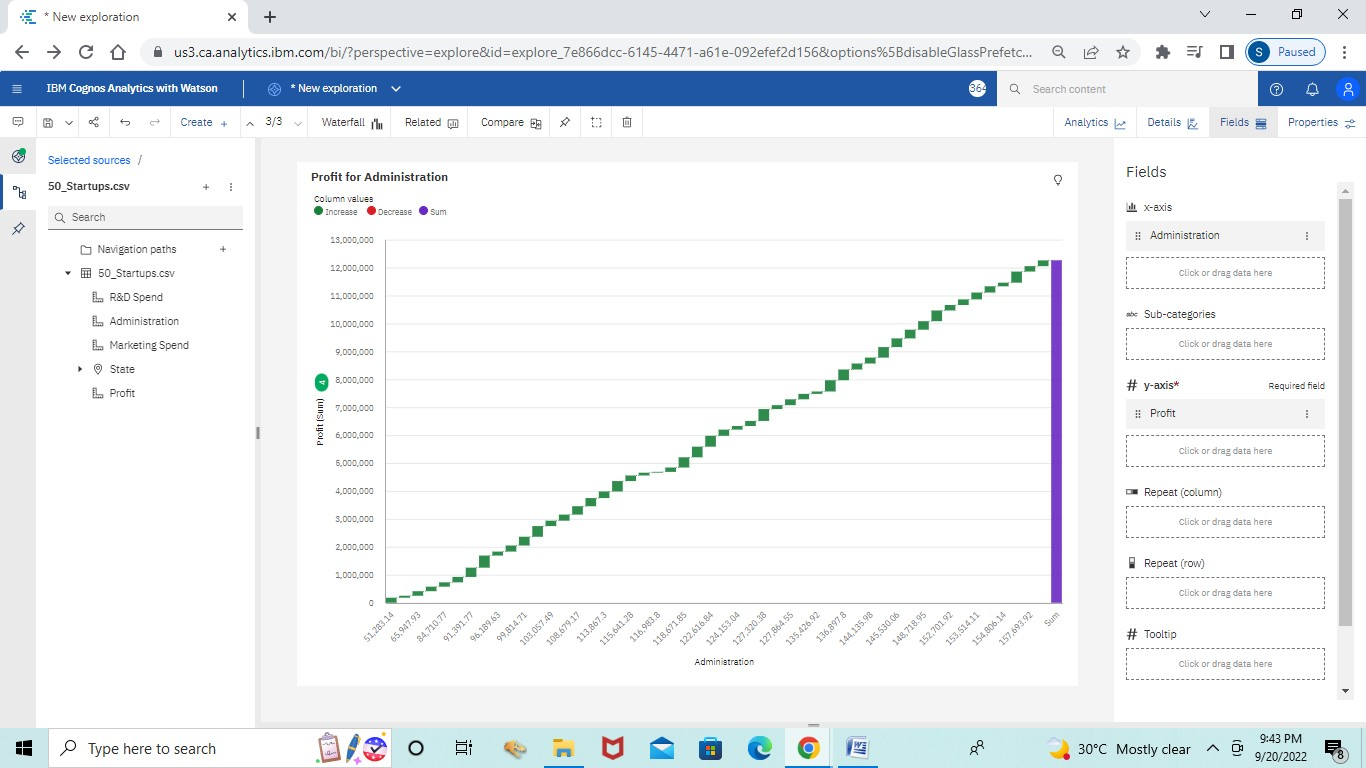 * New exploration
us3.ca.analytics.ibm.com/bi/?perspective=explore&id=explore_7e866dcc-6145-4471-a61e-092efef2d156&options%5BdisableGlassPrefetc...
S Paused
IBM Cognos Analytics with Watson
* New exploration
364
Search content
Create +
3/3
Waterfall
Related
Compare
Analytics
Details
Fields
Properties
Selected sources /
50_Startups.csv
Search
Navigation paths
50_Startups.csv
R&D Spend
Administration
Marketing Spend
State
Profit
Profit for Administration
Column values
Increase Decrease Sum
13,000,000
12,000,000
11,000,000
10,000,000
9,000,000
8,000,000
7,000,000
6,000,000
5,000,000
4,000,000
3,000,000
2,000,000
1,000,000
0
4
Profit (Sum)
51,283.14 65,947.93 84,710.77 91,391.77 96,189.63 99,814.71 103,057.49 108,679.17 113,867.3 115,641.28 116,983.8 118,671.85 122,616.84 124,153.04 127,320.38 127,864.55 135,426.92 136,897.8 144,135.98 145,530.06 148,718.95 152,701.92 153,514.11 154,806.14 157,693.92 Sum
Administration
Fields
x-axis
Administration
Click or drag data here
abc Sub-categories
Click or drag data here
# y-axis* Required field
Profit
Click or drag data here
Repeat (column)
Click or drag data here
Repeat (row)
Click or drag data here
# Tooltip
Click or drag data here
Type here to search
30°C Mostly clear
9:43 PM
9/20/2022
8